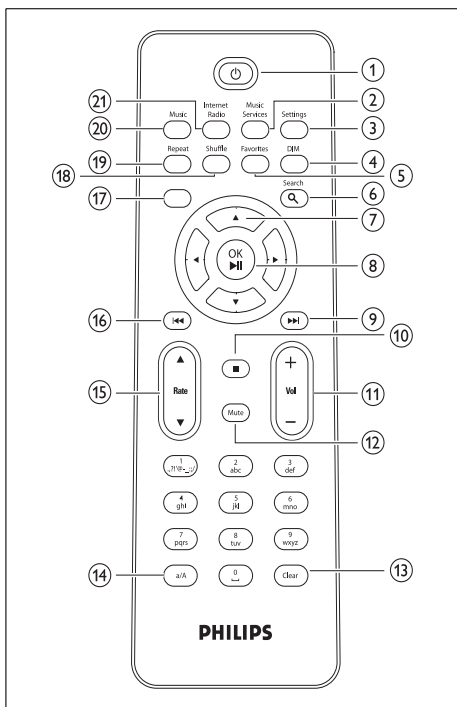 1
21 Internet Radio Music Services 2
20 Music Settings 3
19 Repeat Shuffle Favorites DIM 4
18 5
17 Search 6
7
OK 8
16 9
10
15 Rate Vol 11
+
−
Mute 12
1 .?!'@-_:;/ 2 abc 3 def
4 ghi 5 jkl 6 mno
7 pqrs 8 tuv 9 wxyz
14 a/A 0 Clear 13
PHILIPS